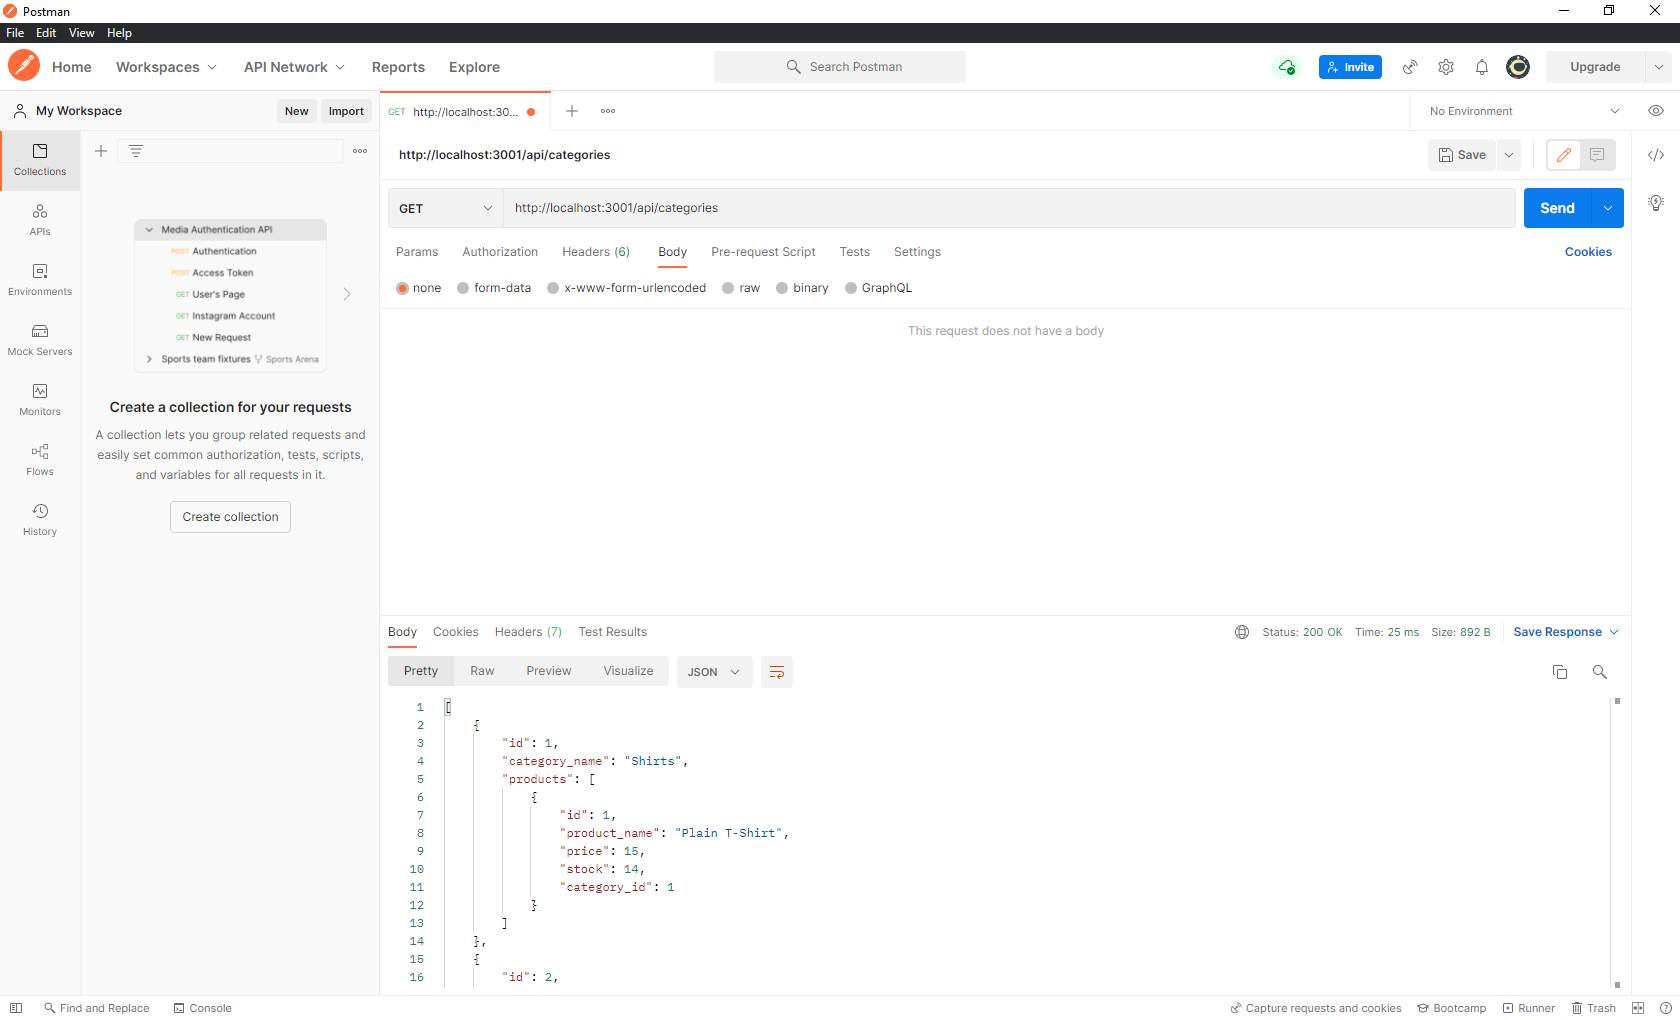 Postman
File Edit View Help
Home Workspaces API Network Reports Explore Search Postman Invite Upgrade
My Workspace New Import GET http://localhost:30... No Environment
Collections
APIs
Environments
Mock Servers
Monitors
Flows
History
Media Authentication API
POST Authentication
POST Access Token
GET User's Page
GET Instagram Account
GET New Request
Sports team fixtures Sports Arena
Create a collection for your requests
A collection lets you group related requests and
easily set common authorization, tests, scripts,
and variables for all requests in it.
Create collection
http://localhost:3001/api/categories Save
GET http://localhost:3001/api/categories Send
Params Authorization Headers (6) Body Pre-request Script Tests Settings Cookies
none form-data x-www-form-urlencoded raw binary GraphQL
This request does not have a body
Body Cookies Headers (7) Test Results Status: 200 OK Time: 25 ms Size: 892 B Save Response
Pretty Raw Preview Visualize JSON
1 [
2 {
3 "id": 1,
4 "category_name": "Shirts",
5 "products": [
6 {
7 "id": 1,
8 "product_name": "Plain T-Shirt",
9 "price": 15,
10 "stock": 14,
11 "category_id": 1
12 }
13 ]
14 },
15 {
16 "id": 2,
Find and Replace Console Capture requests and cookies Bootcamp Runner Trash